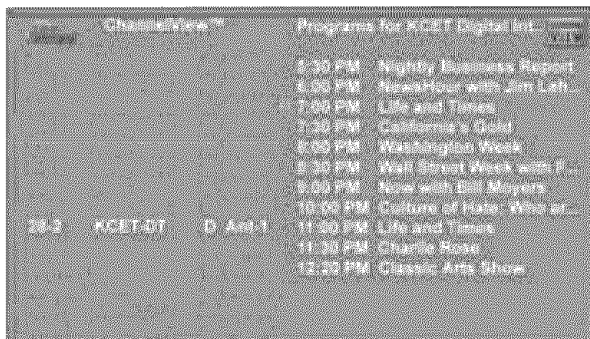 ChannelView™
Programs for KCET Digital Int...
5:30 PM Nightly Business Report
6:00 PM NewsHour with Jim Leh...
7:00 PM Life and Times
7:30 PM California's Gold
8:00 PM Washington Week
8:30 PM Wall Street Week with F...
9:00 PM Now with Bill Moyers
10:00 PM Culture of Hate: Who ar...
28-2 KCET-DT D Ant-1 11:00 PM Life and Times
11:30 PM Charlie Rose
12:30 PM Classic Arts Show